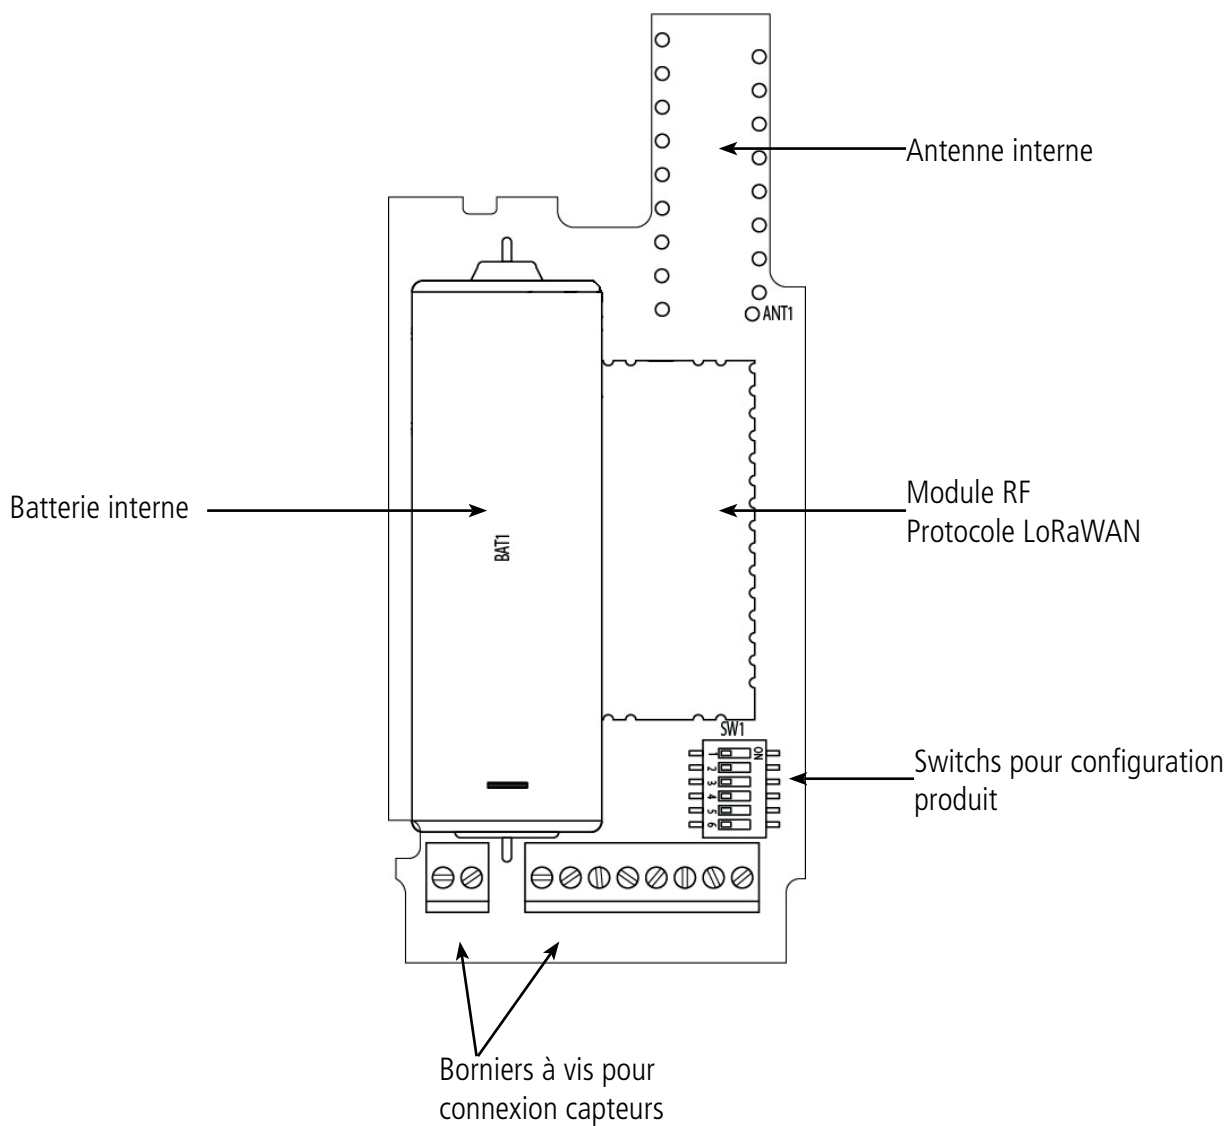 Antenne interne
ANT1
Batterie interne
BAT1
Module RF
Protocole LoRaWAN
SW1
ON
1
2
3
4
5
6
Switchs pour configuration
produit
Borniers à vis pour
connexion capteurs